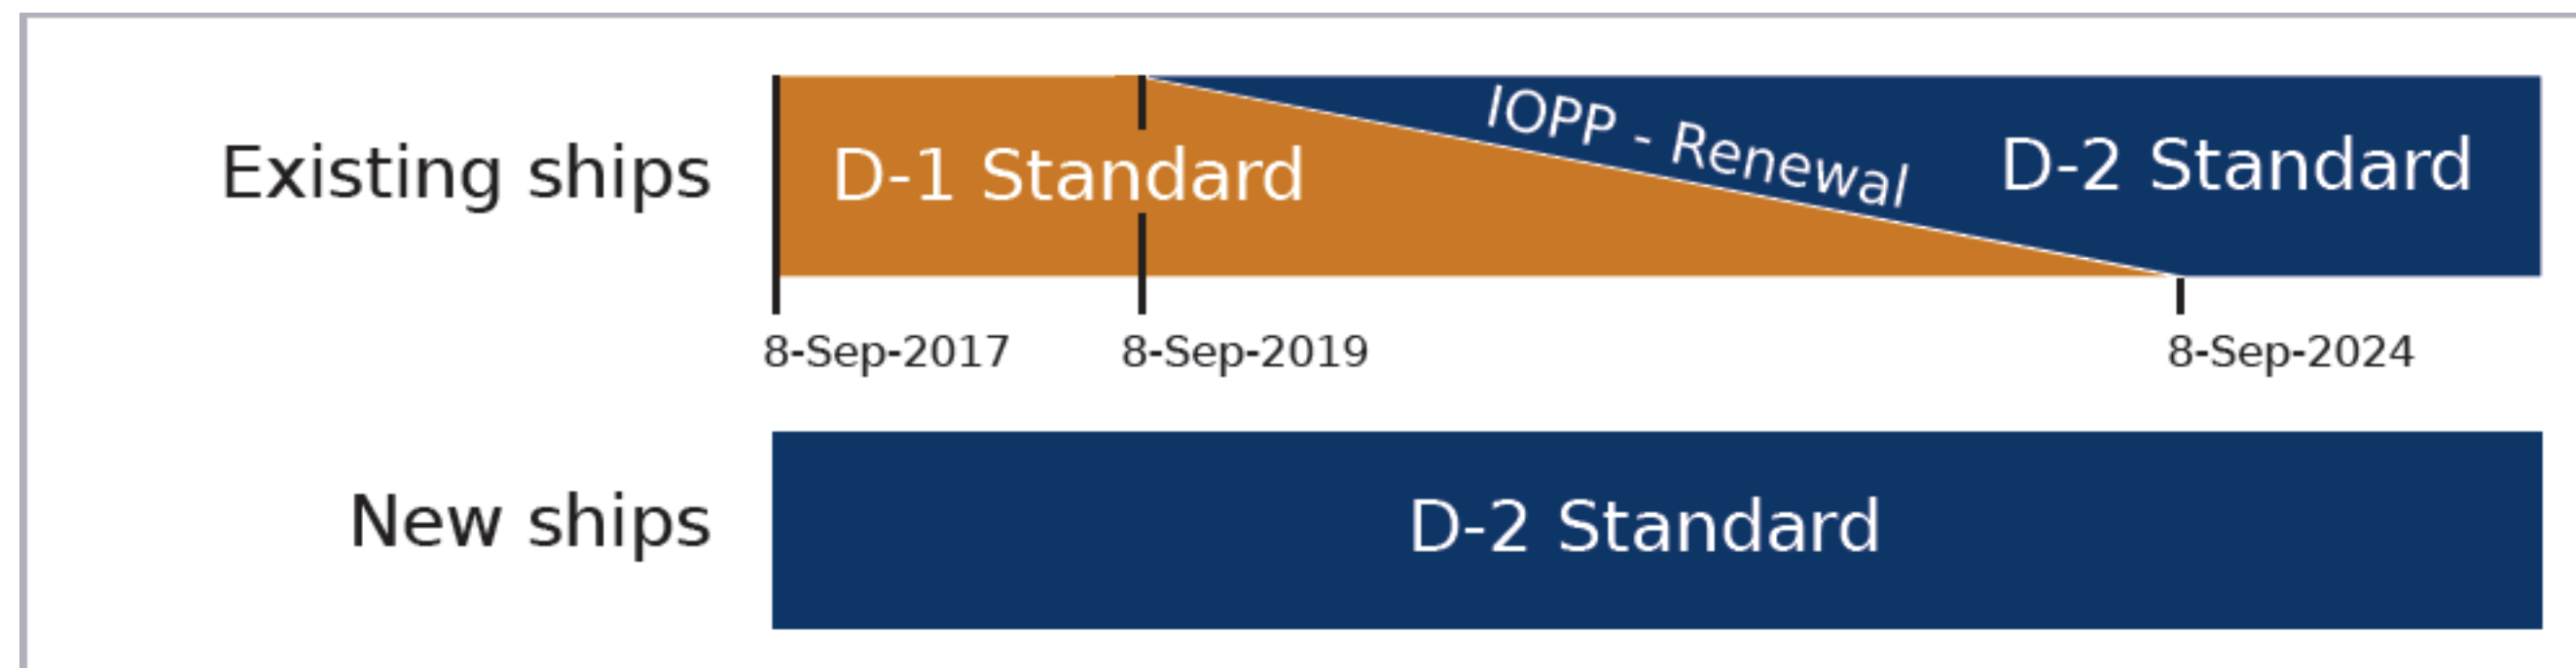 Existing ships
D-1 Standard
IOPP - Renewal
D-2 Standard
8-Sep-2017
8-Sep-2019
8-Sep-2024
New ships
D-2 Standard